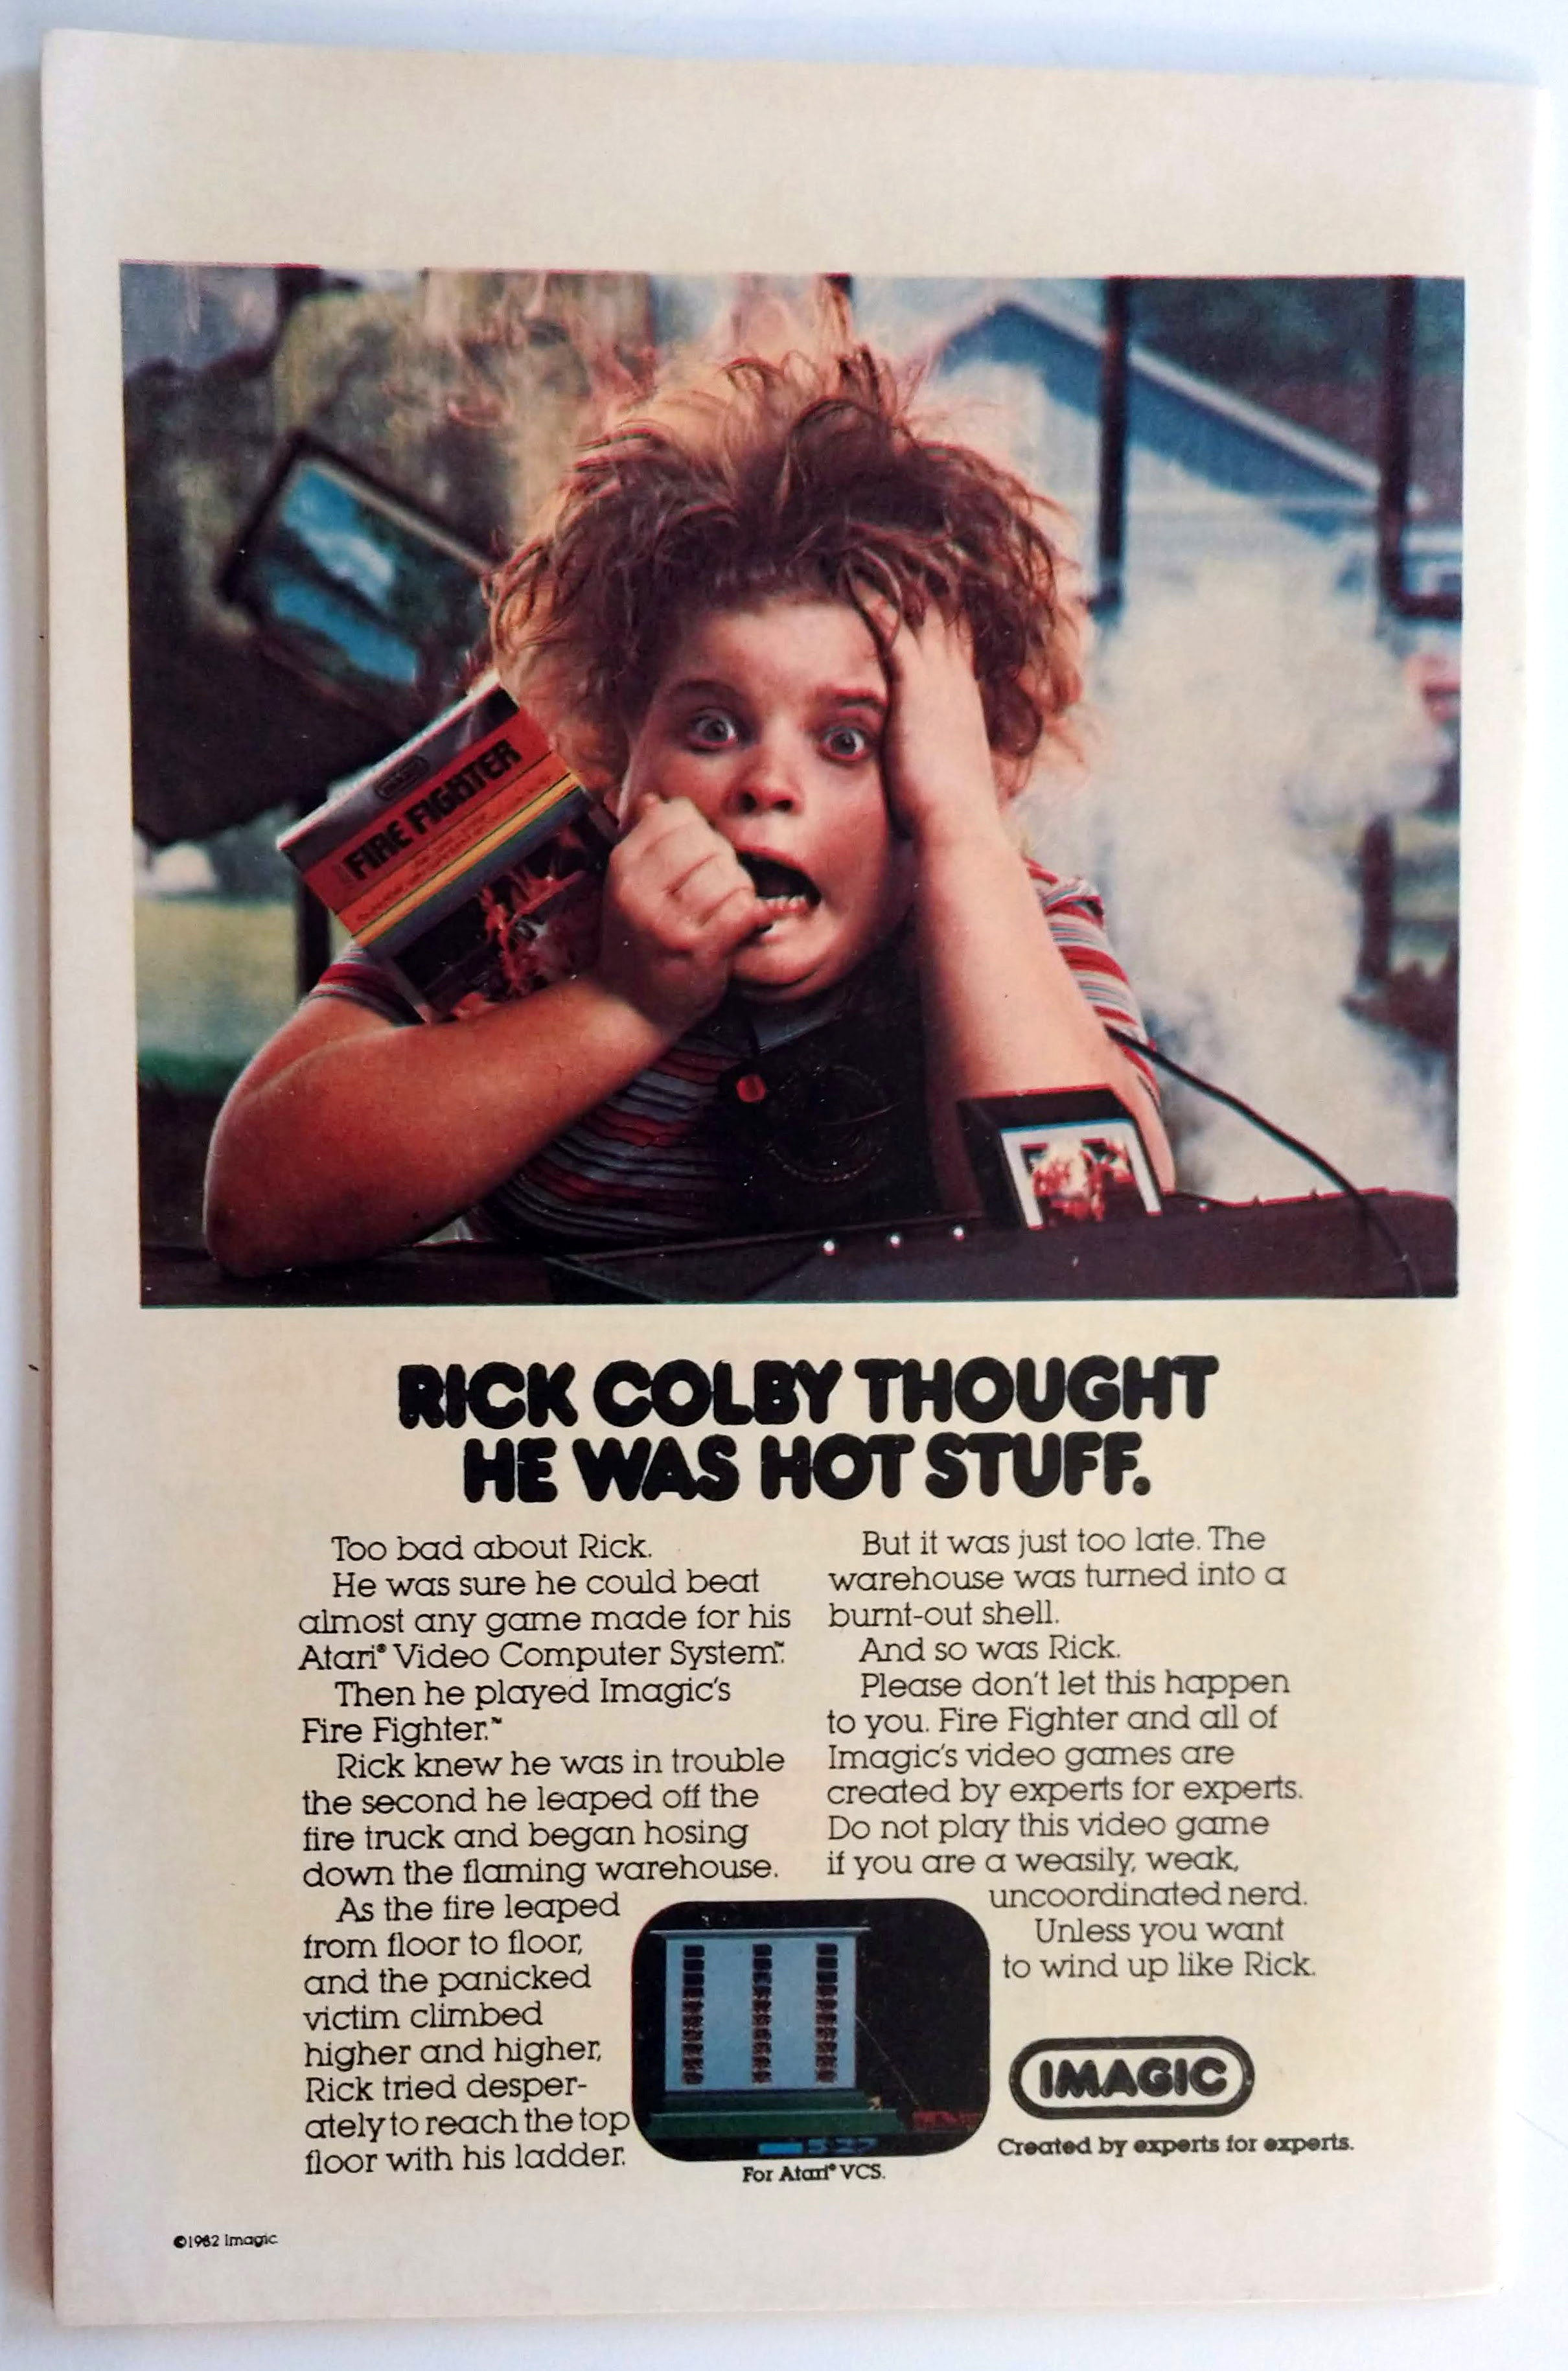 FIRE FIGHTER
RICK COLBY THOUGHT
HE WAS HOT STUFF.
Too bad about Rick.
He was sure he could beat
almost any game made for his
Atari® Video Computer System™.
Then he played Imagic's
Fire Fighter.™
Rick knew he was in trouble
the second he leaped off the
fire truck and began hosing
down the flaming warehouse.
As the fire leaped
from floor to floor,
and the panicked
victim climbed
higher and higher,
Rick tried desper-
ately to reach the top
floor with his ladder.
But it was just too late. The
warehouse was turned into a
burnt-out shell.
And so was Rick.
Please don't let this happen
to you. Fire Fighter and all of
Imagic's video games are
created by experts for experts.
Do not play this video game
if you are a weasily, weak,
uncoordinated nerd.
Unless you want
to wind up like Rick.
For Atari® VCS.
IMAGIC
Created by experts for experts.
©1982 Imagic